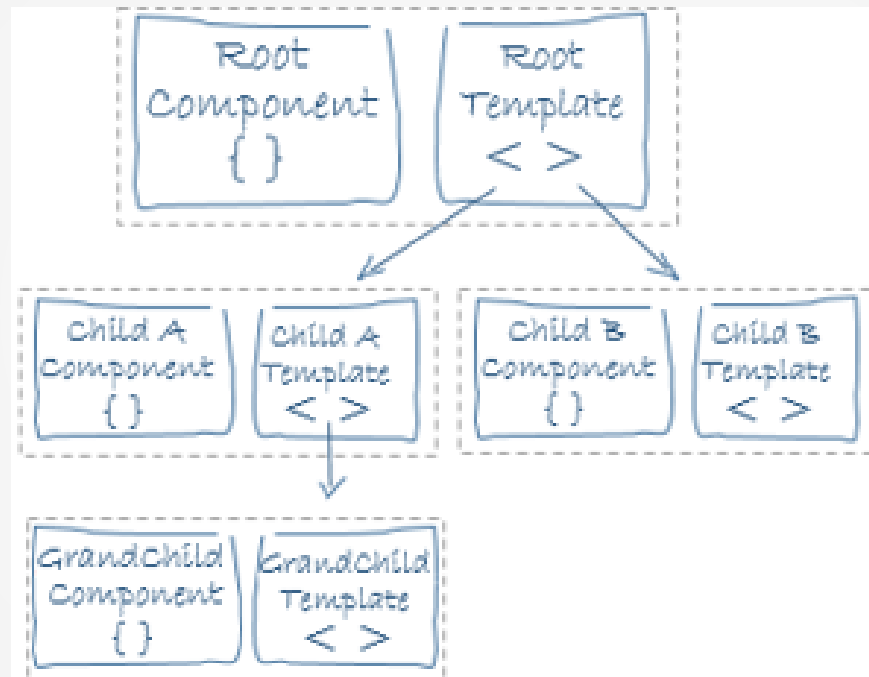 Root
Component
{ }
Root
Template
< >
Child A
Component
{ }
Child A
Template
< >
Child B
Component
{ }
Child B
Template
< >
GrandChild
Component
{ }
GrandChild
Template
< >